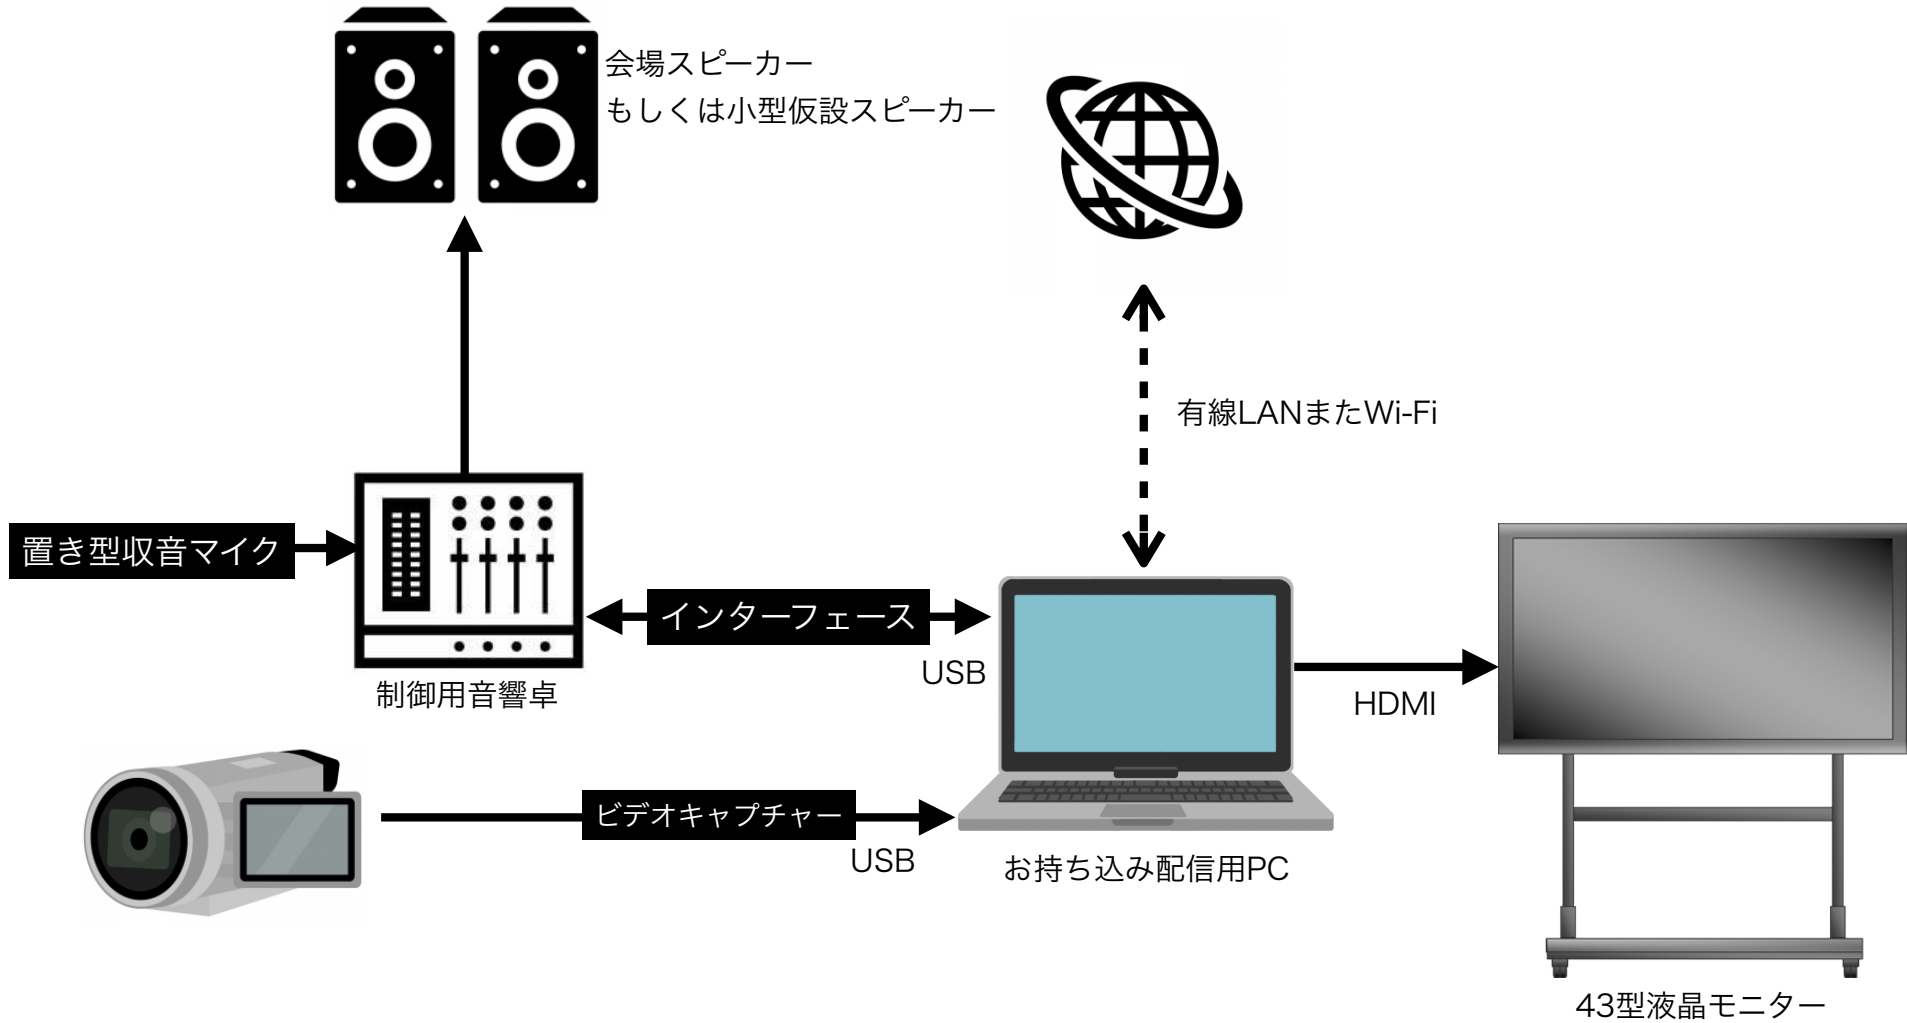 会場スピーカー
もしくは小型仮設スピーカー
有線LANまたWi-Fi
置き型収音マイク
インターフェース
USB
制御用音響卓
HDMI
ビデオキャプチャー
USB
お持ち込み配信用PC
43型液晶モニター